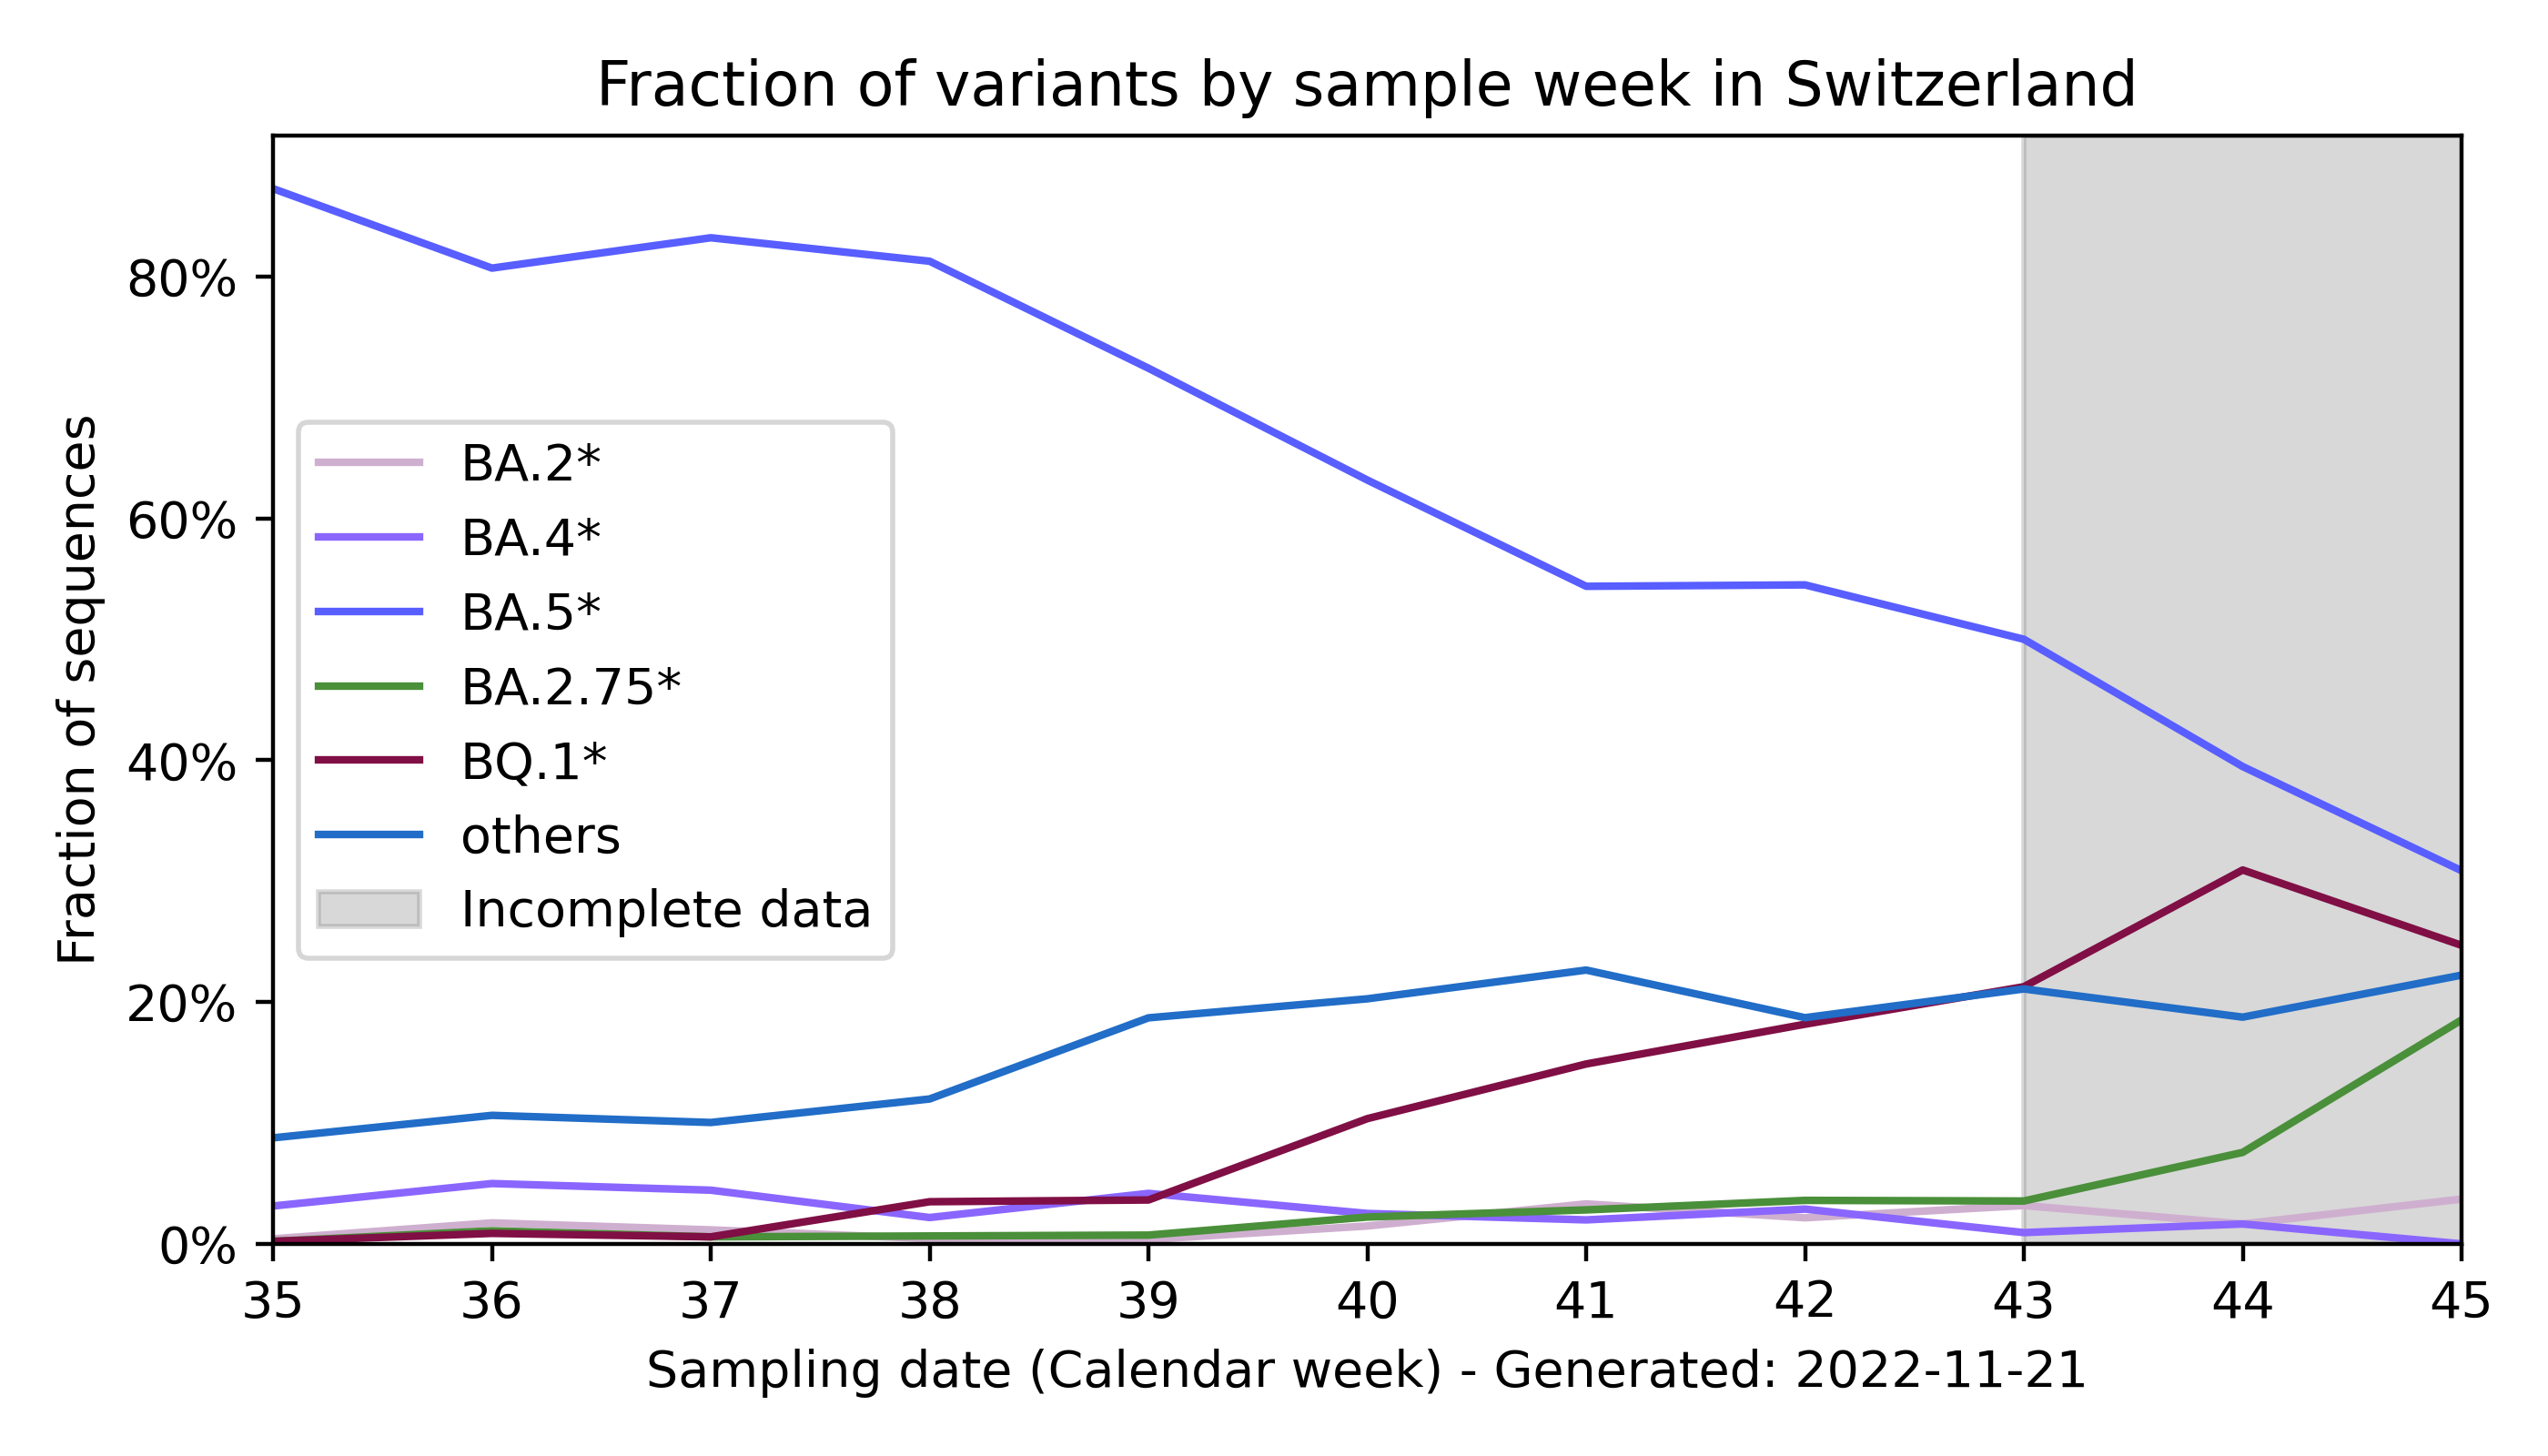 Fraction of variants by sample week in Switzerland
Fraction of sequences
80%
60%
40%
20%
0%
BA.2*
BA.4*
BA.5*
BA.2.75*
BQ.1*
others
Incomplete data
35 36 37 38 39 40 41 42 43 44 45
Sampling date (Calendar week) - Generated: 2022-11-21